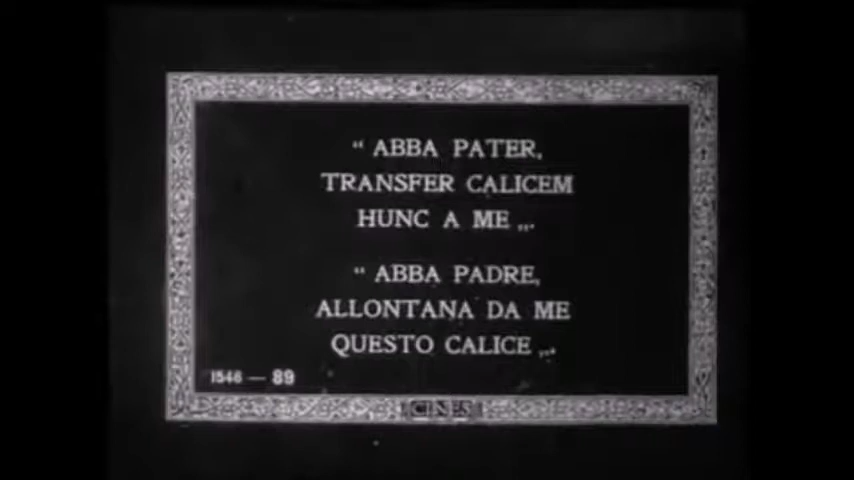 “ ABBA PATER,
TRANSFER CALICEM
HUNC A ME „.
“ ABBA PADRE,
ALLONTANA DA ME
QUESTO CALICE „.
1546 — 89
CINES